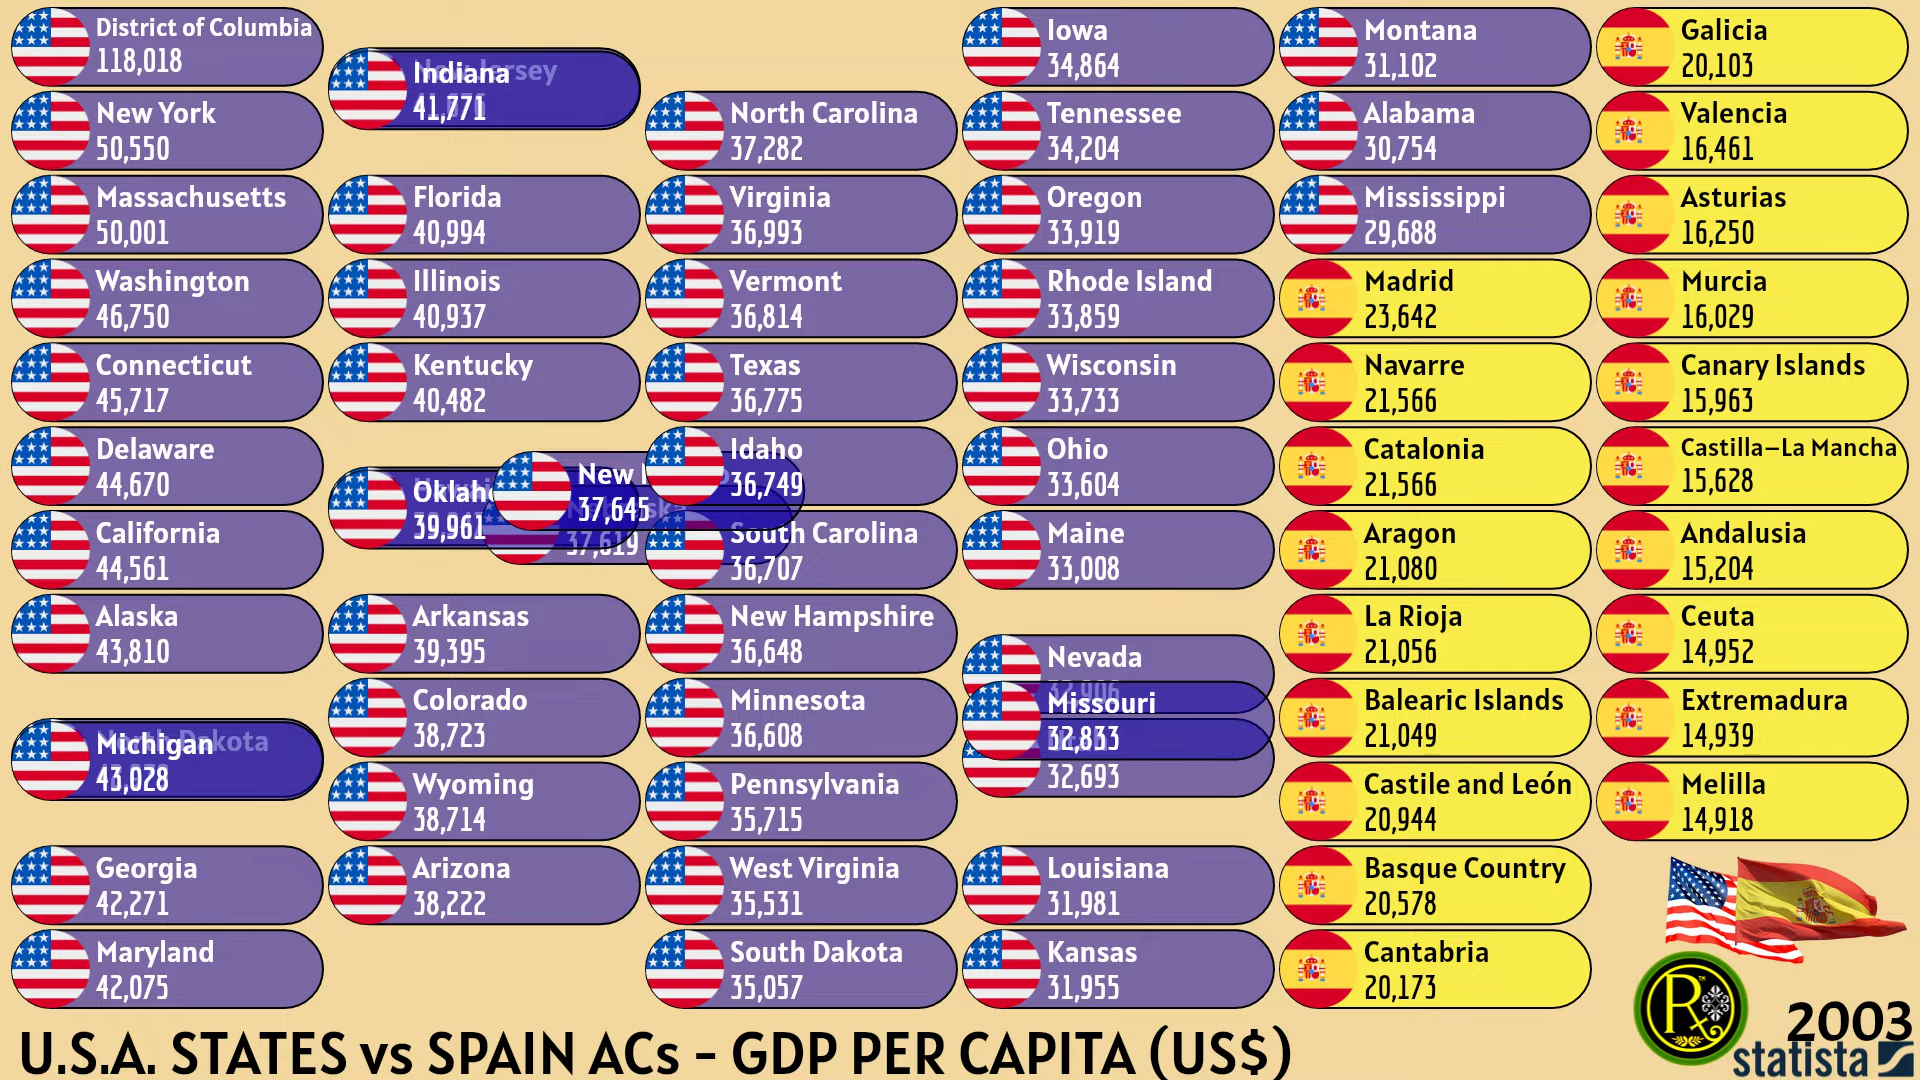 District of Columbia
118,018
New York
50,550
Massachusetts
50,001
Washington
46,750
Connecticut
45,717
Delaware
44,670
California
44,561
Alaska
43,810
North Dakota
Michigan
43,028
Georgia
42,271
Maryland
42,075
Jersey
Indiana
41,771
Florida
40,994
Illinois
40,937
Kentucky
40,482
39,961
New
37,645
37,619
Arkansas
39,395
Colorado
38,723
Wyoming
38,714
Arizona
38,222
North Carolina
37,282
Virginia
36,993
Vermont
36,814
Texas
36,775
Idaho
36,749
South Carolina
36,707
New Hampshire
36,648
Minnesota
36,608
Pennsylvania
35,715
West Virginia
35,531
South Dakota
35,057
Iowa
34,864
Tennessee
34,204
Oregon
33,919
Rhode Island
33,859
Wisconsin
33,733
Ohio
33,604
Maine
33,008
Nevada
Missouri
32,833
32,693
Louisiana
31,981
Kansas
31,955
Montana
31,102
Alabama
30,754
Mississippi
29,688
Madrid
23,642
Navarre
21,566
Catalonia
21,566
Aragon
21,080
La Rioja
21,056
Balearic Islands
21,049
Castile and León
20,944
Basque Country
20,578
Cantabria
20,173
Galicia
20,103
Valencia
16,461
Asturias
16,250
Murcia
16,029
Canary Islands
15,963
Castilla–La Mancha
15,628
Andalusia
15,204
Ceuta
14,952
Extremadura
14,939
Melilla
14,918
U.S.A. STATES vs SPAIN ACs – GDP PER CAPITA (US$)
Rx
2003
statista